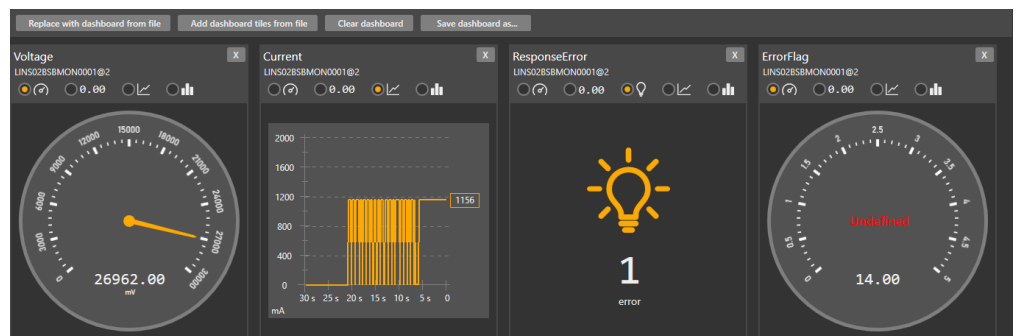 Replace with dashboard from file
Add dashboard tiles from file
Clear dashboard
Save dashboard as...
Voltage
X
LINS02BSBMON0001@2
0.00
0
3000
6000
9000
12000
15000
18000
21000
24000
27000
30000
26962.00
mV
Current
X
LINS02BSBMON0001@2
0.00
2000
1600
1200
800
400
0
1156
30 s
25 s
20 s
15 s
10 s
5 s
0
mA
ResponseError
X
LINS02BSBMON0001@2
0.00
1
error
ErrorFlag
X
LINS02BSBMON0001@2
0.00
0
0.5
1
1.5
2
2.5
3
3.5
4
4.5
5
Undefined
14.00